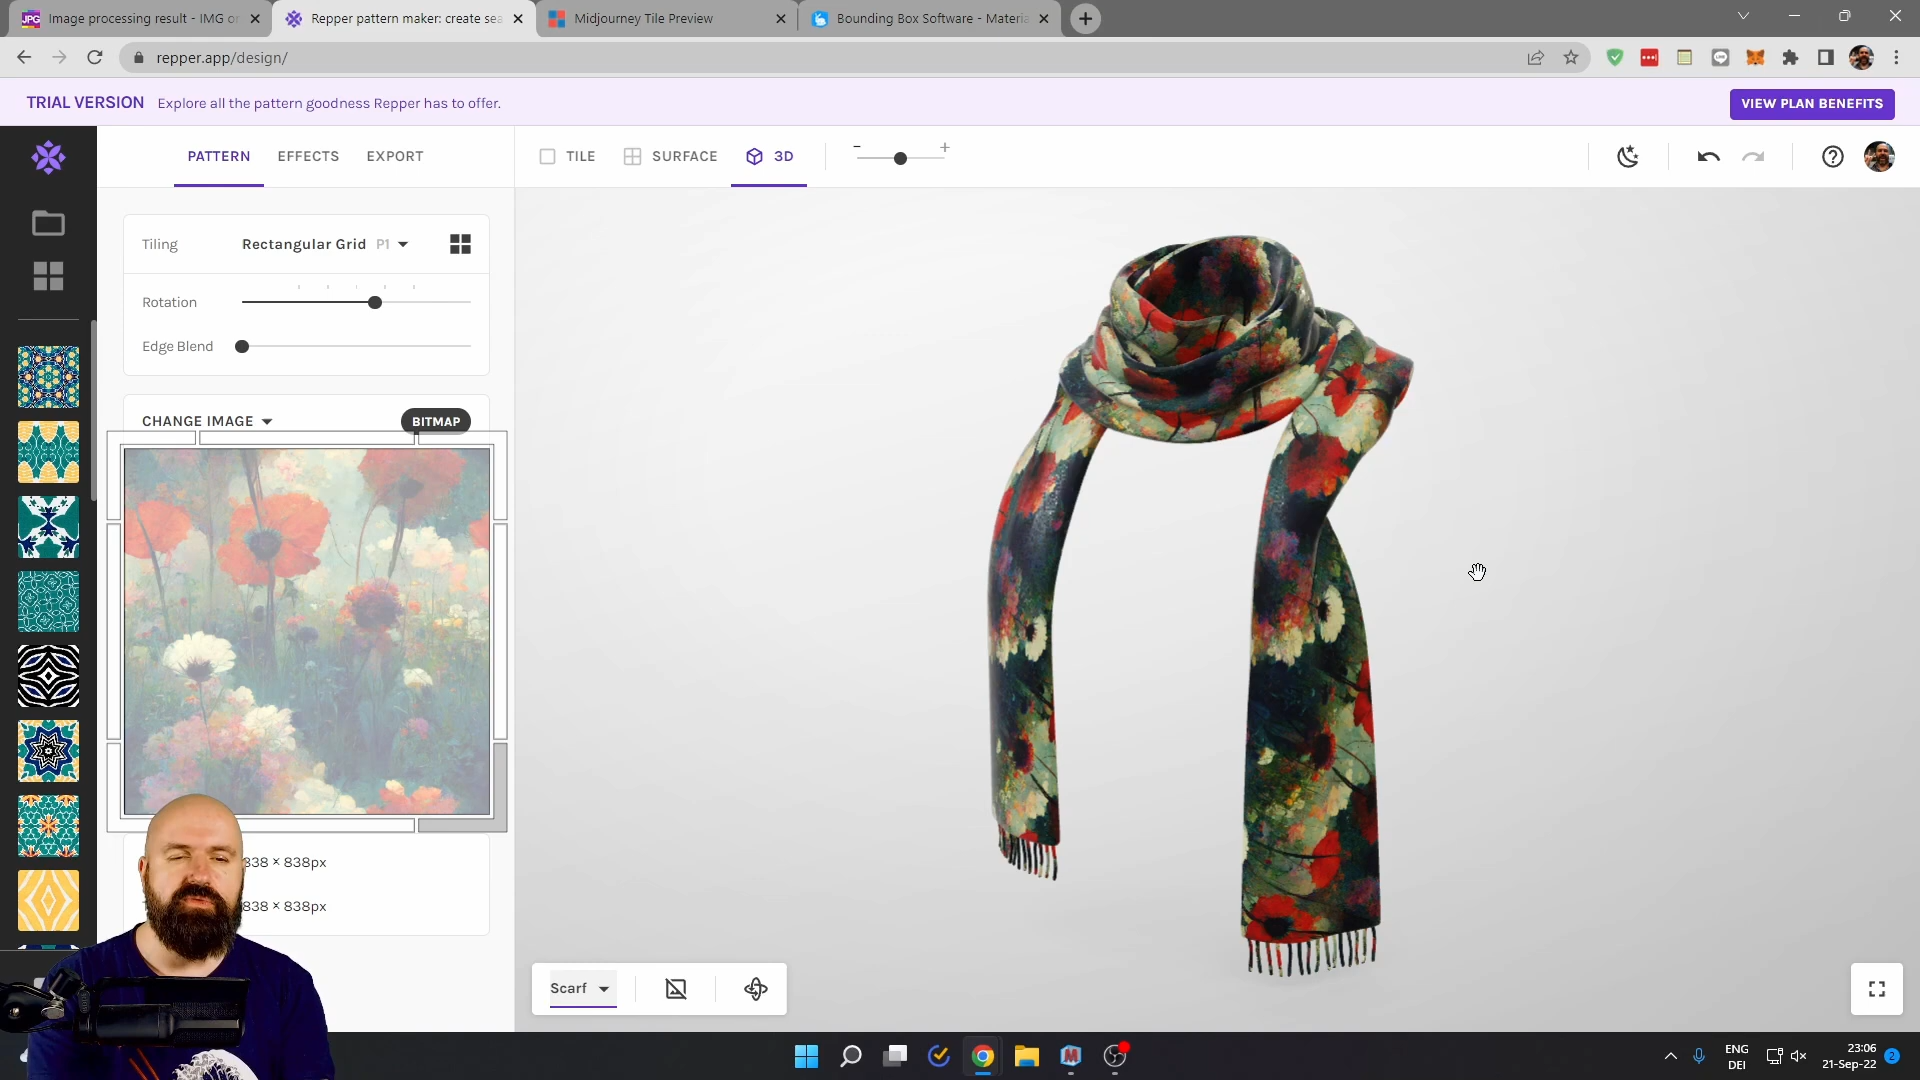 JPG
Image processing result - IMG or
Repper pattern maker: create sea
Midjourney Tile Preview
Bounding Box Software - Materia
repper.app/design/
TRIAL VERSION Explore all the pattern goodness Repper has to offer.
VIEW PLAN BENEFITS
PATTERN EFFECTS EXPORT
TILE SURFACE 3D
- +
Tiling Rectangular Grid P1
Rotation
Edge Blend
CHANGE IMAGE BITMAP
838 × 838px
838 × 838px
Scarf
ENG
DEI
23:06
21-Sep-22
2